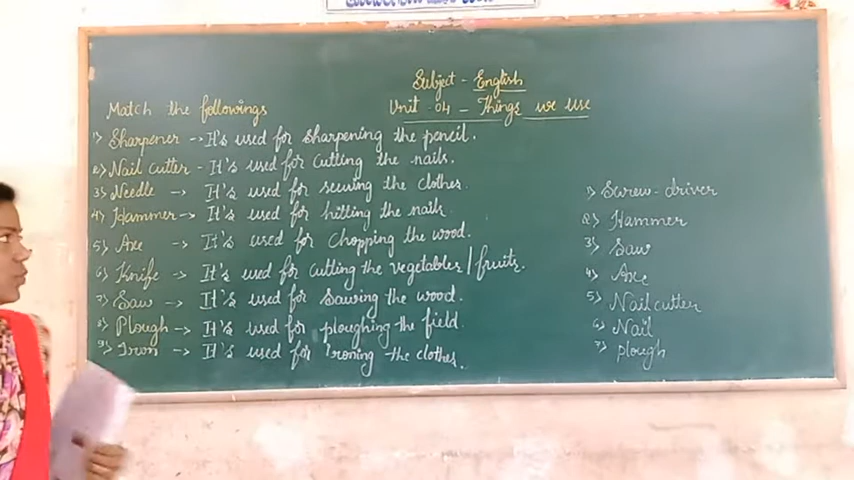 Subject - English
Unit - 04 - Things we use
Match the followings
1) Sharpener -> It's used for sharpening the pencil.
2) Nail cutter - It's used for cutting the nails.
3) Needle -> It's used for sewing the clothes.
4) Hammer -> It's used for hitting the nails.
5) Axe -> It's used for chopping the wood.
6) Knife -> It's used for cutting the vegetables/fruits.
7) Saw -> It's used for sawing the wood.
8) Plough -> It's used for ploughing the field.
9) Iron -> It's used for Ironing the clothes.
1) Screw-driver
2) Hammer
3) Saw
4) Axe
5) Nail cutter
6) Nail
7) plough